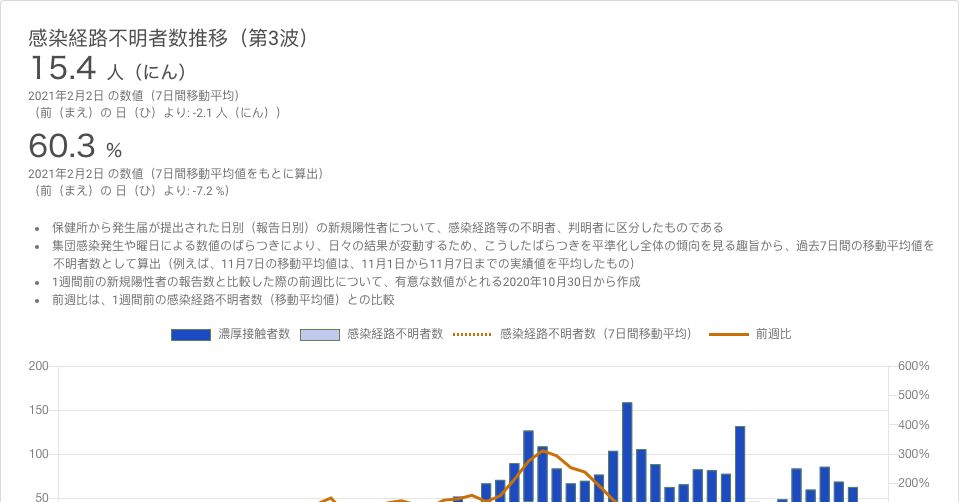 感染経路不明者数推移（第3波）
15.4 人（にん）
2021年2月2日 の数値（7日間移動平均）
（前（まえ）の 日（ひ）より: -2.1 人（にん））
60.3 %
2021年2月2日 の数値（7日間移動平均値をもとに算出）
（前（まえ）の 日（ひ）より: -7.2 %）
• 保健所から発生届が提出された日別（報告日別）の新規陽性者について、感染経路等の不明者、判明者に区分したものである
• 集団感染発生や曜日による数値のばらつきにより、日々の結果が変動するため、こうしたばらつきを平準化し全体の傾向を見る趣旨から、過去7日間の移動平均値を
不明者数として算出（例えば、11月7日の移動平均値は、11月1日から11月7日までの実績値を平均したもの）
• 1週間前の新規陽性者の報告数と比較した際の前週比について、有意な数値がとれる2020年10月30日から作成
• 前週比は、1週間前の感染経路不明者数（移動平均値）との比較
濃厚接触者数 感染経路不明者数 感染経路不明者数（7日間移動平均） 前週比
200 600%
500%
150
400%
100 300%
200%
50